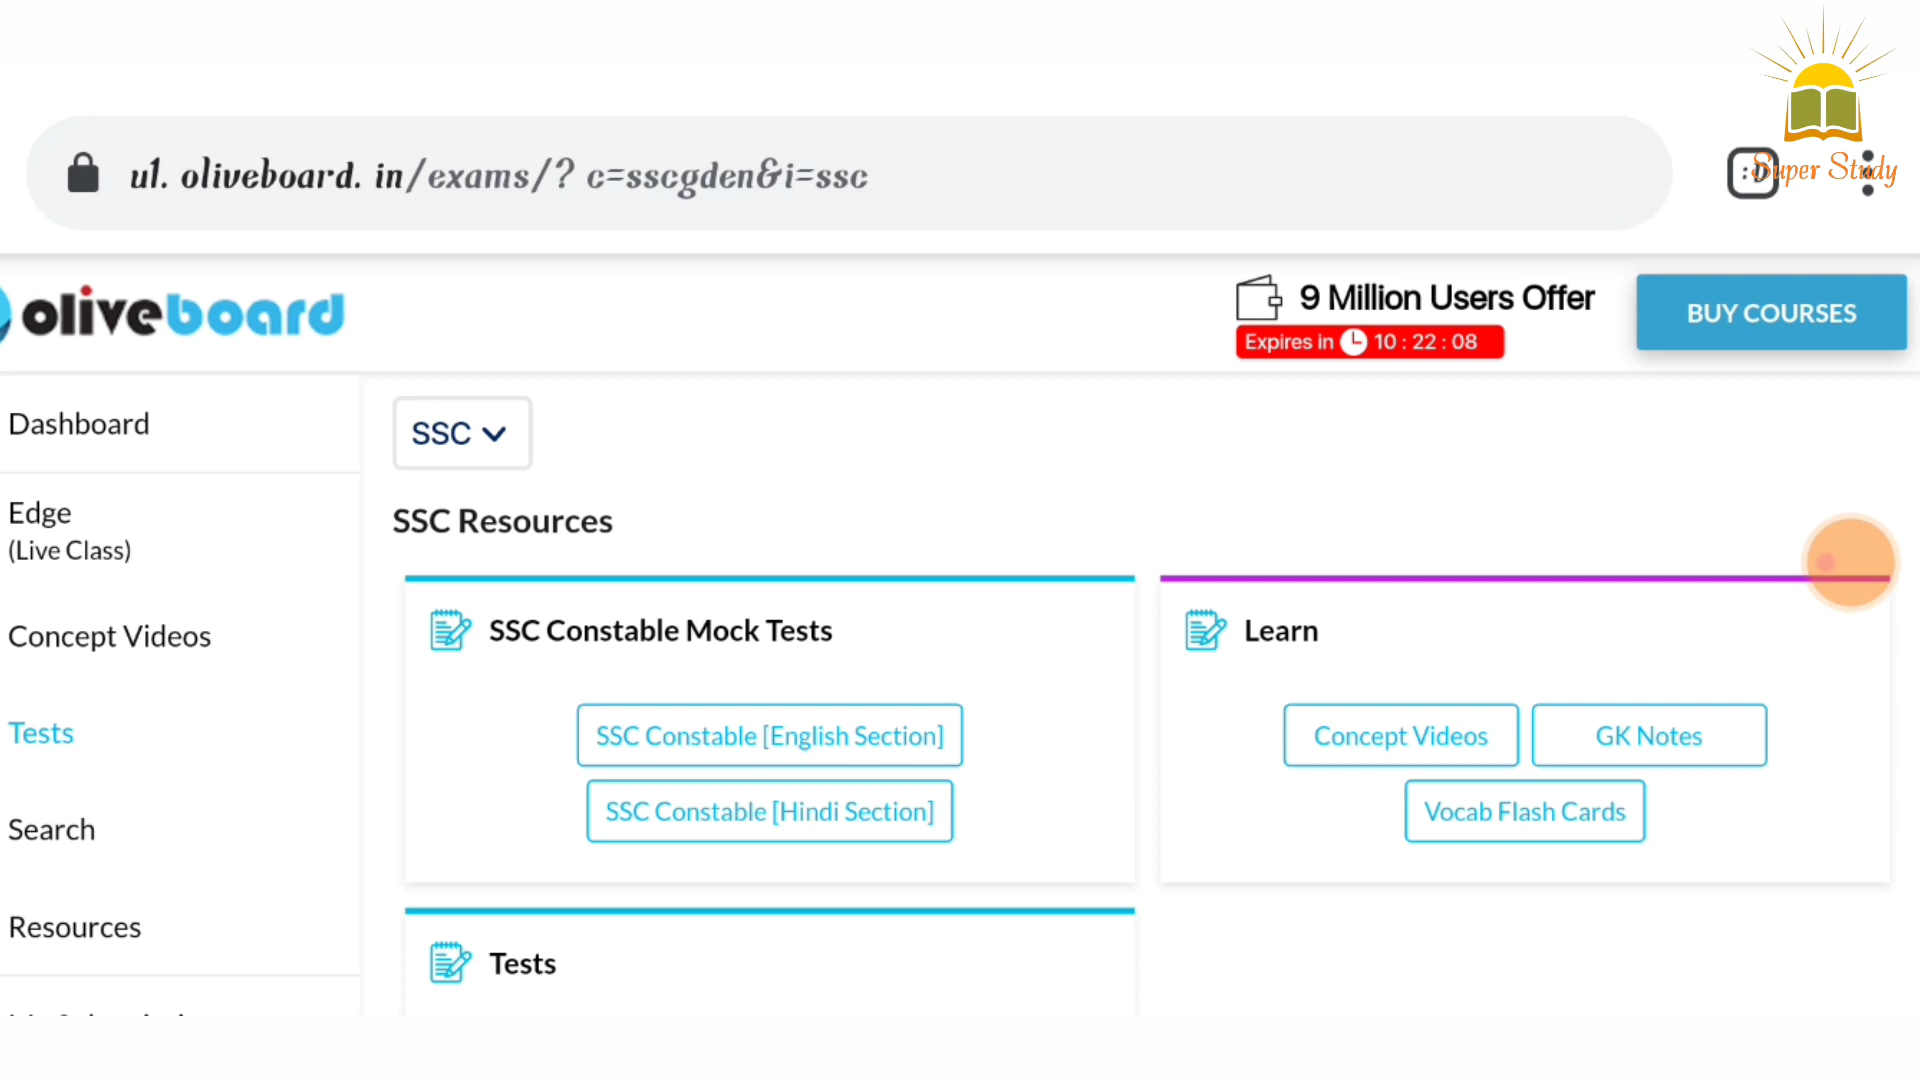 u1. oliveboard. in/exams/? c=sscgden&i=ssc
:D
Super Study
oliveboard
9 Million Users Offer
Expires in 10 : 22 : 08
BUY COURSES
Dashboard
Edge
(Live Class)
Concept Videos
Tests
Search
Resources
SSC
SSC Resources
SSC Constable Mock Tests
SSC Constable [English Section]
SSC Constable [Hindi Section]
Learn
Concept Videos
GK Notes
Vocab Flash Cards
Tests